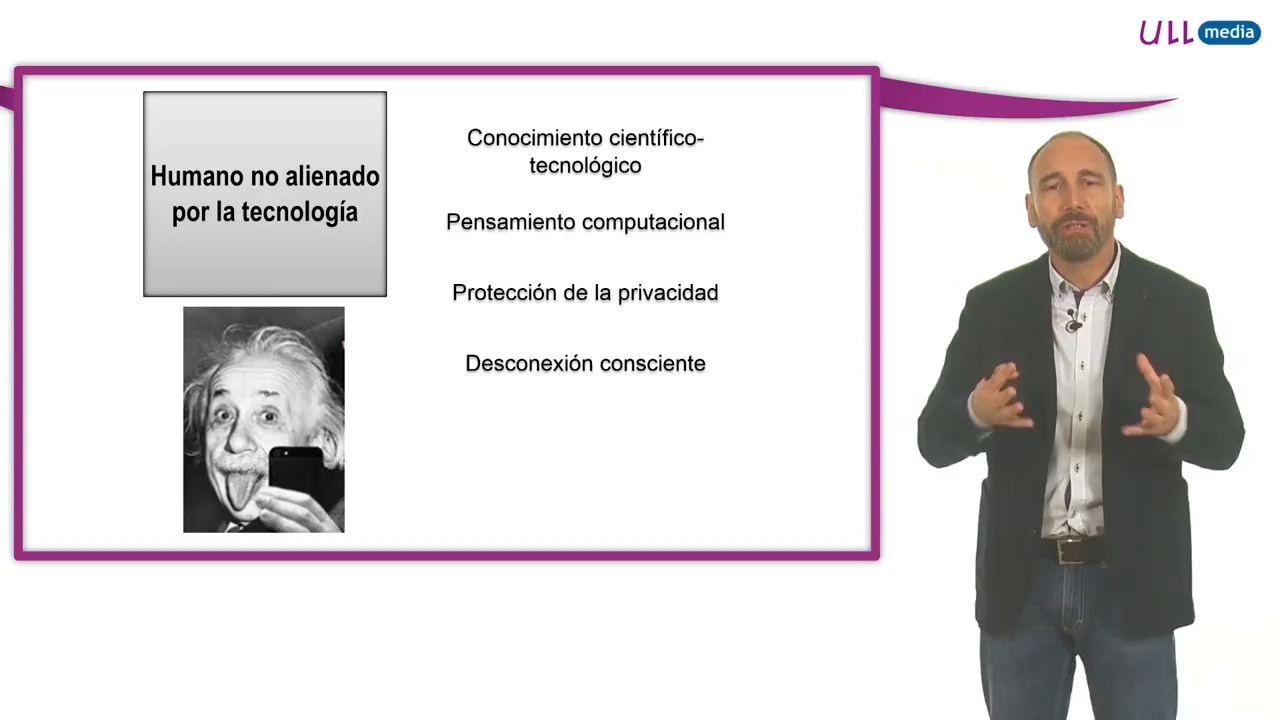 ULL media
Humano no alienado
por la tecnología
Conocimiento científico-
tecnológico
Pensamiento computacional
Protección de la privacidad
Desconexión consciente